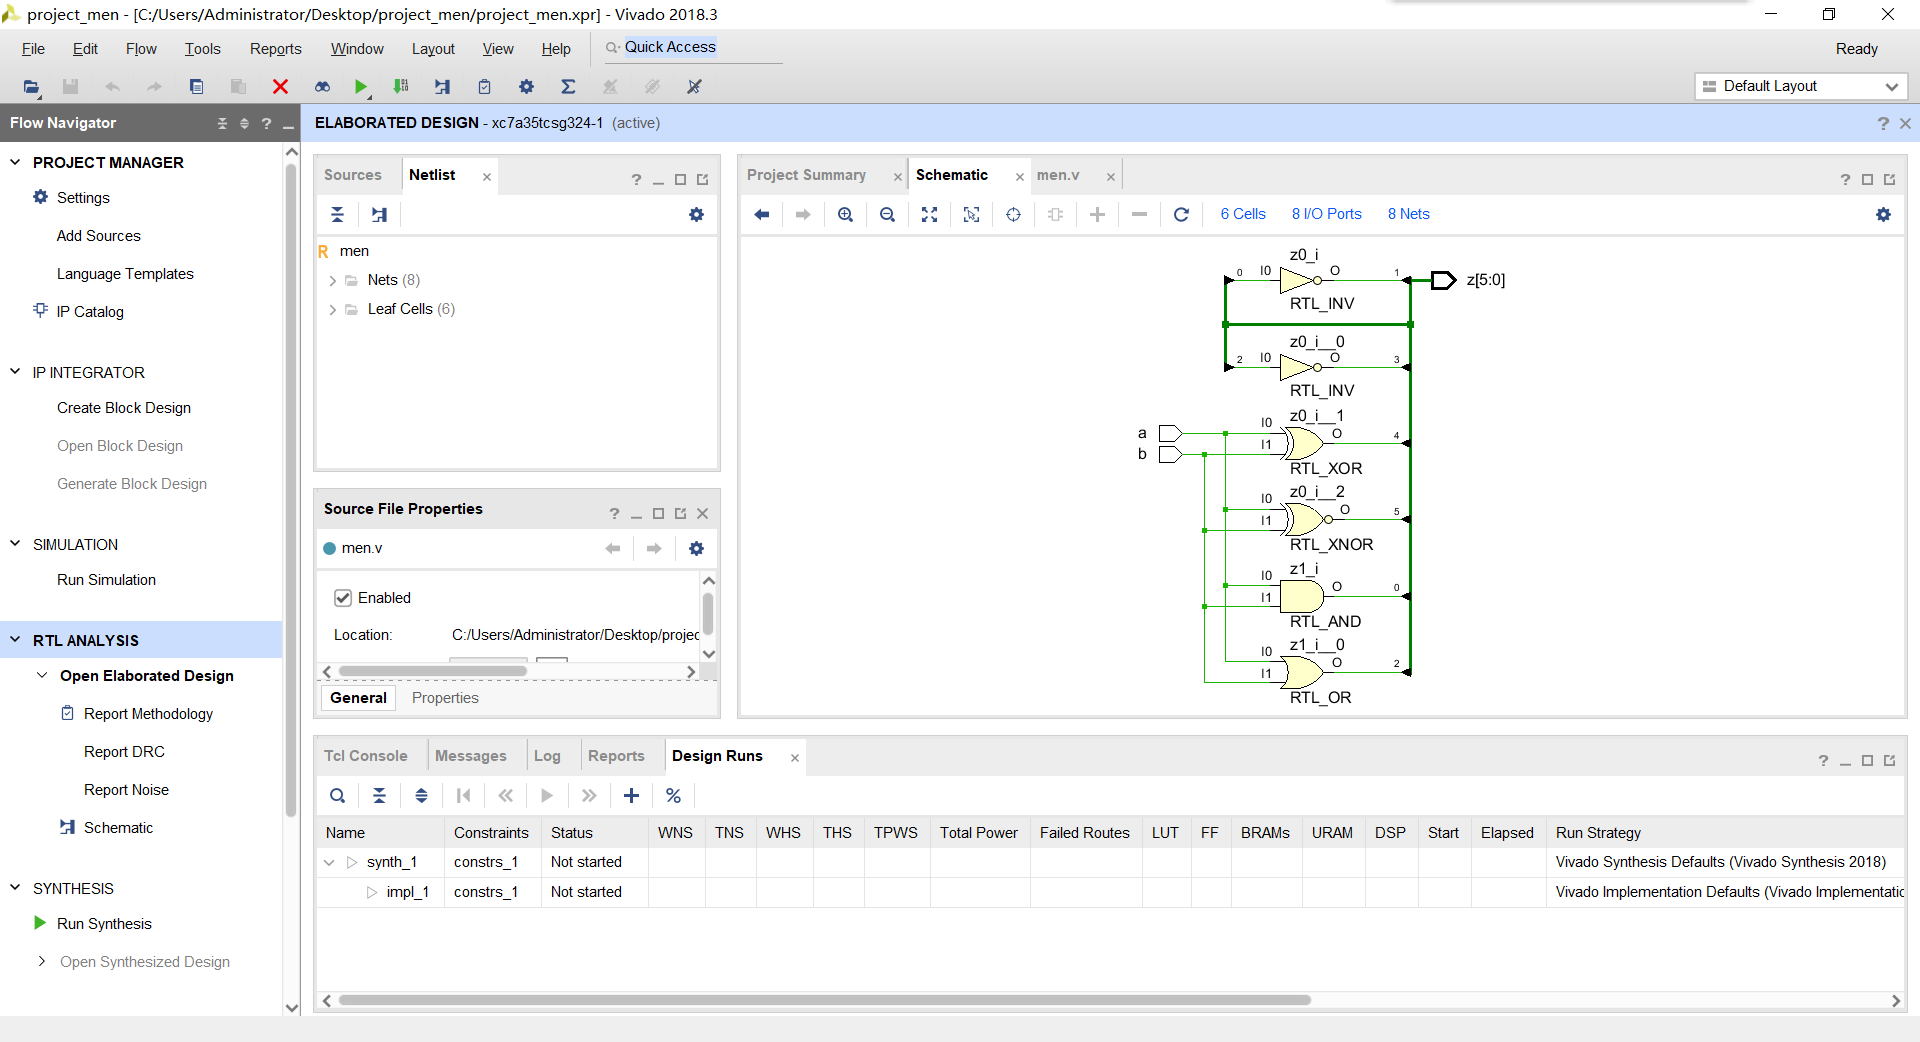 project_men - [C:/Users/Administrator/Desktop/project_men/project_men.xpr] - Vivado 2018.3
File Edit Flow Tools Reports Window Layout View Help Quick Access Ready
Default Layout
Flow Navigator
ELABORATED DESIGN - xc7a35tcsg324-1 (active)
PROJECT MANAGER
Settings
Add Sources
Language Templates
IP Catalog
IP INTEGRATOR
Create Block Design
Open Block Design
Generate Block Design
SIMULATION
Run Simulation
RTL ANALYSIS
Open Elaborated Design
Report Methodology
Report DRC
Report Noise
Schematic
SYNTHESIS
Run Synthesis
Open Synthesized Design
Sources Netlist
R men
Nets (8)
Leaf Cells (6)
Source File Properties
men.v
Enabled
Location: C:/Users/Administrator/Desktop/projec
General Properties
Project Summary Schematic men.v
6 Cells 8 I/O Ports 8 Nets
z0_i
0 I0 O 1 z[5:0]
RTL_INV
z0_i__0
2 I0 O 3
RTL_INV
z0_i__1
a I0 O 4
b I1
RTL_XOR
z0_i__2
I0 O 5
I1
RTL_XNOR
z1_i
I0 O 0
I1
RTL_AND
z1_i__0
I0 O 2
I1
RTL_OR
Tcl Console Messages Log Reports Design Runs
Name Constraints Status WNS TNS WHS THS TPWS Total Power Failed Routes LUT FF BRAMs URAM DSP Start Elapsed Run Strategy
synth_1 constrs_1 Not started Vivado Synthesis Defaults (Vivado Synthesis 2018)
impl_1 constrs_1 Not started Vivado Implementation Defaults (Vivado Implementatic